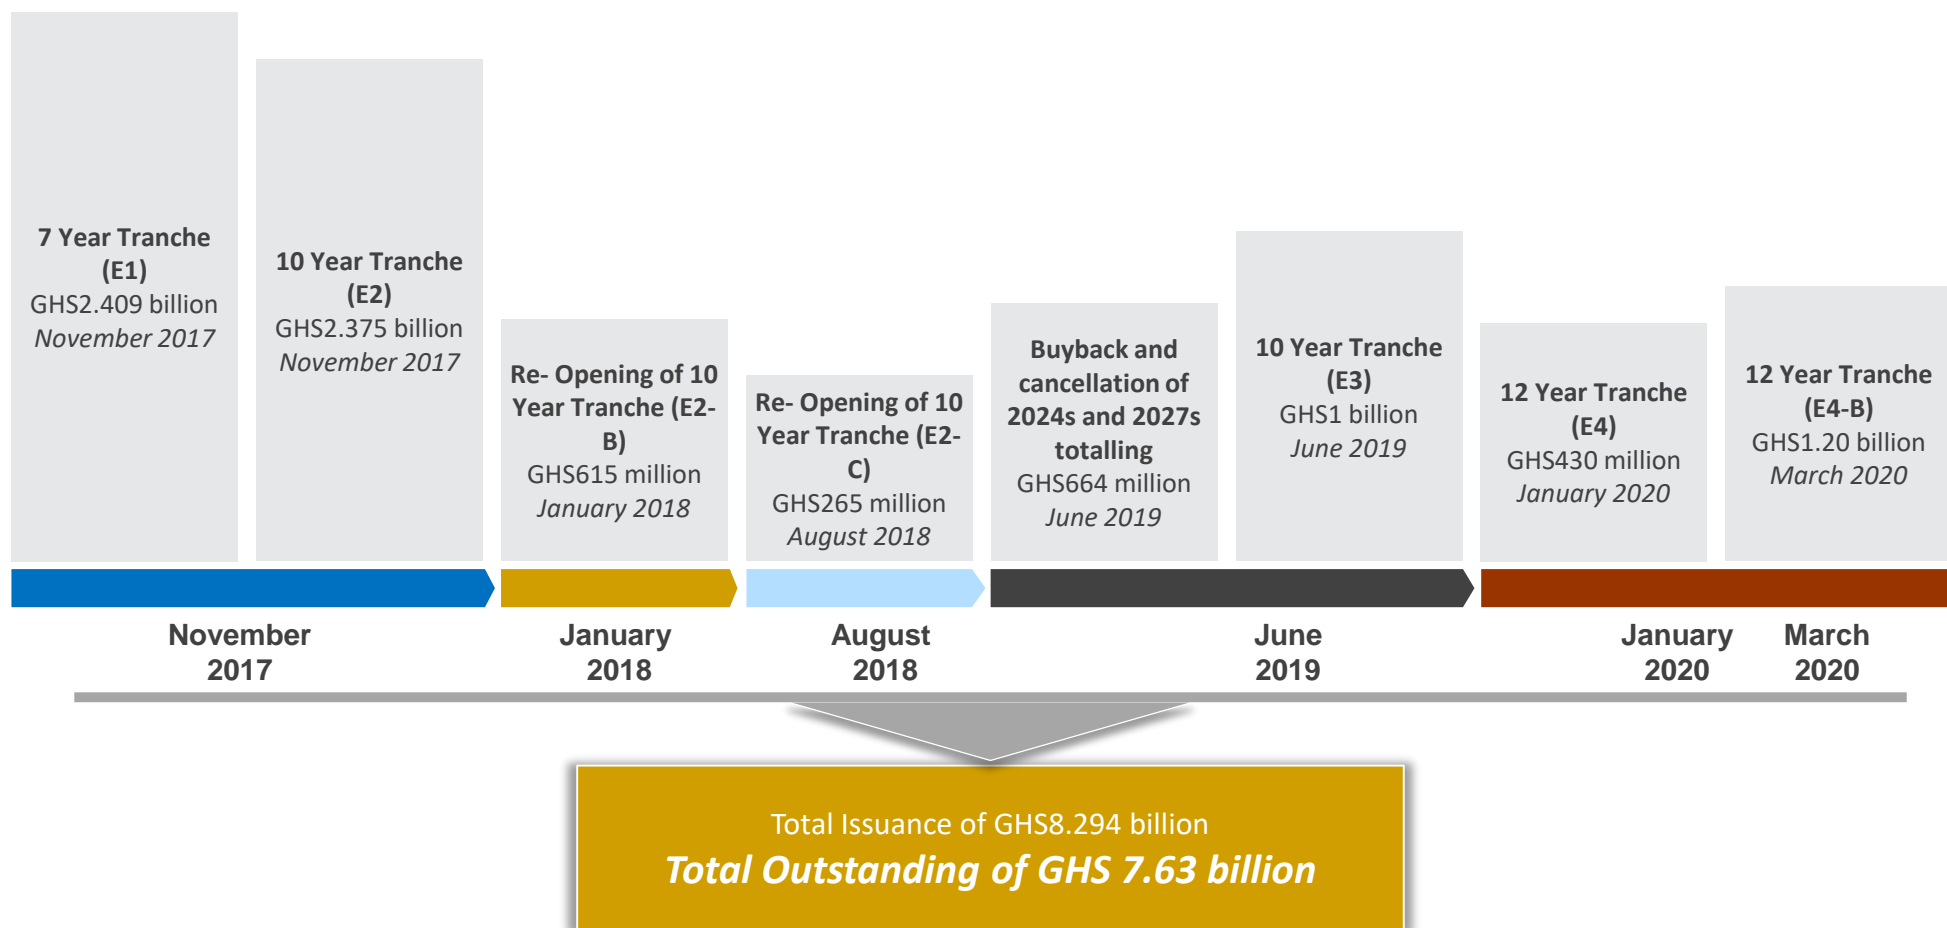 7 Year Tranche
(E1)
GHS2.409 billion
November 2017
10 Year Tranche
(E2)
GHS2.375 billion
November 2017
Re- Opening of 10
Year Tranche (E2-
B)
GHS615 million
January 2018
Re- Opening of 10
Year Tranche (E2-
C)
GHS265 million
August 2018
Buyback and
cancellation of
2024s and 2027s
totalling
GHS664 million
June 2019
10 Year Tranche
(E3)
GHS1 billion
June 2019
12 Year Tranche
(E4)
GHS430 million
January 2020
12 Year Tranche
(E4-B)
GHS1.20 billion
March 2020
November
2017
January
2018
August
2018
June
2019
January
2020
March
2020
Total Issuance of GHS8.294 billion
Total Outstanding of GHS 7.63 billion